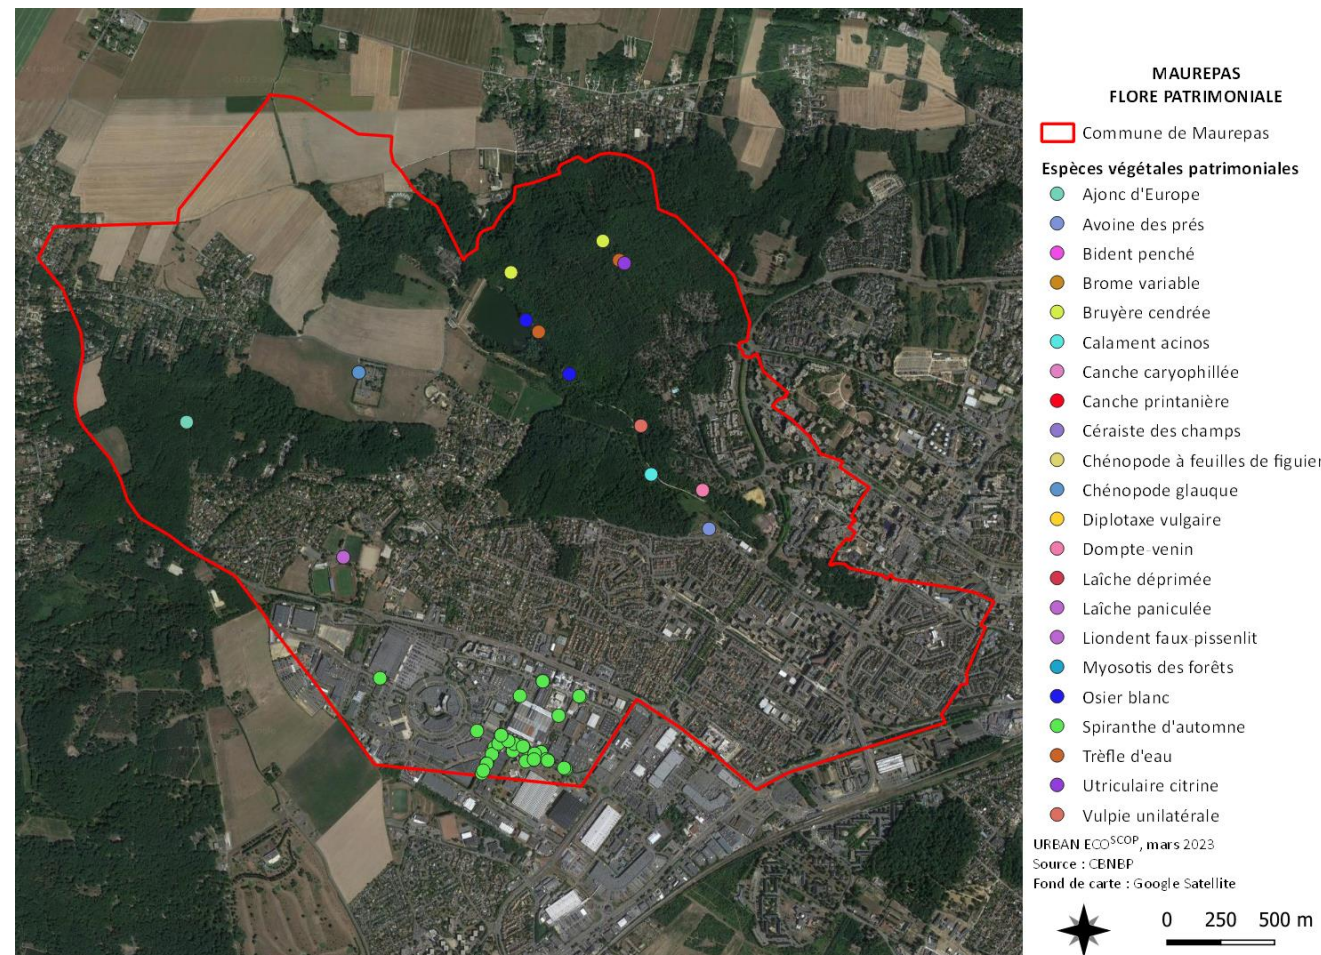 MAUREPAS
FLORE PATRIMONIALE
Commune de Maurepas
Espèces végétales patrimoniales
Ajonc d'Europe
Avoine des prés
Bident penché
Brome variable
Bruyère cendrée
Calament acinos
Canche caryophillée
Canche printanière
Céraiste des champs
Chénopode à feuilles de figuier
Chénopode glauque
Diplotaxe vulgaire
Dompte-venin
Laîche déprimée
Laîche paniculée
Liondent faux-pissenlit
Myosotis des forêts
Osier blanc
Spiranthe d'automne
Trèfle d'eau
Utriculaire citrine
Vulpie unilatérale
URBAN ECOSCOP, mars 2023
Source : CBNBP
Fond de carte : Google Satellite
0 250 500 m